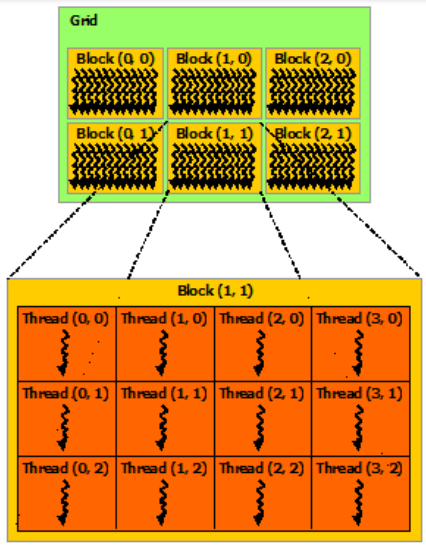 Grid
Block (0, 0) Block (1, 0) Block (2, 0)
Block (0, 1) Block (1, 1) Block (2, 1)
Block (1, 1)
Thread (0, 0) Thread (1, 0) Thread (2, 0) Thread (3, 0)
Thread (0, 1) Thread (1, 1) Thread (2, 1) Thread (3, 1)
Thread (0, 2) Thread (1, 2) Thread (2, 2) Thread (3, 2)